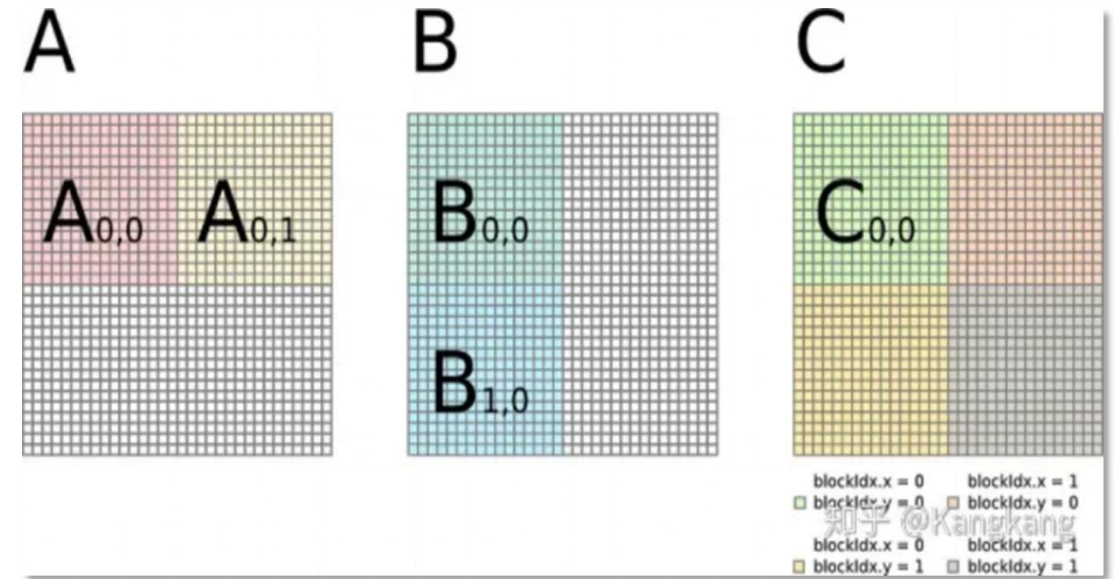 A B C
A0,0 A0,1 B0,0 C0,0
B1,0
blockIdx.x = 0 blockIdx.x = 1
blockIdx.y = 0 blockIdx.y = 0
知乎 @Kangkang
blockIdx.x = 0 blockIdx.x = 1
blockIdx.y = 1 blockIdx.y = 1